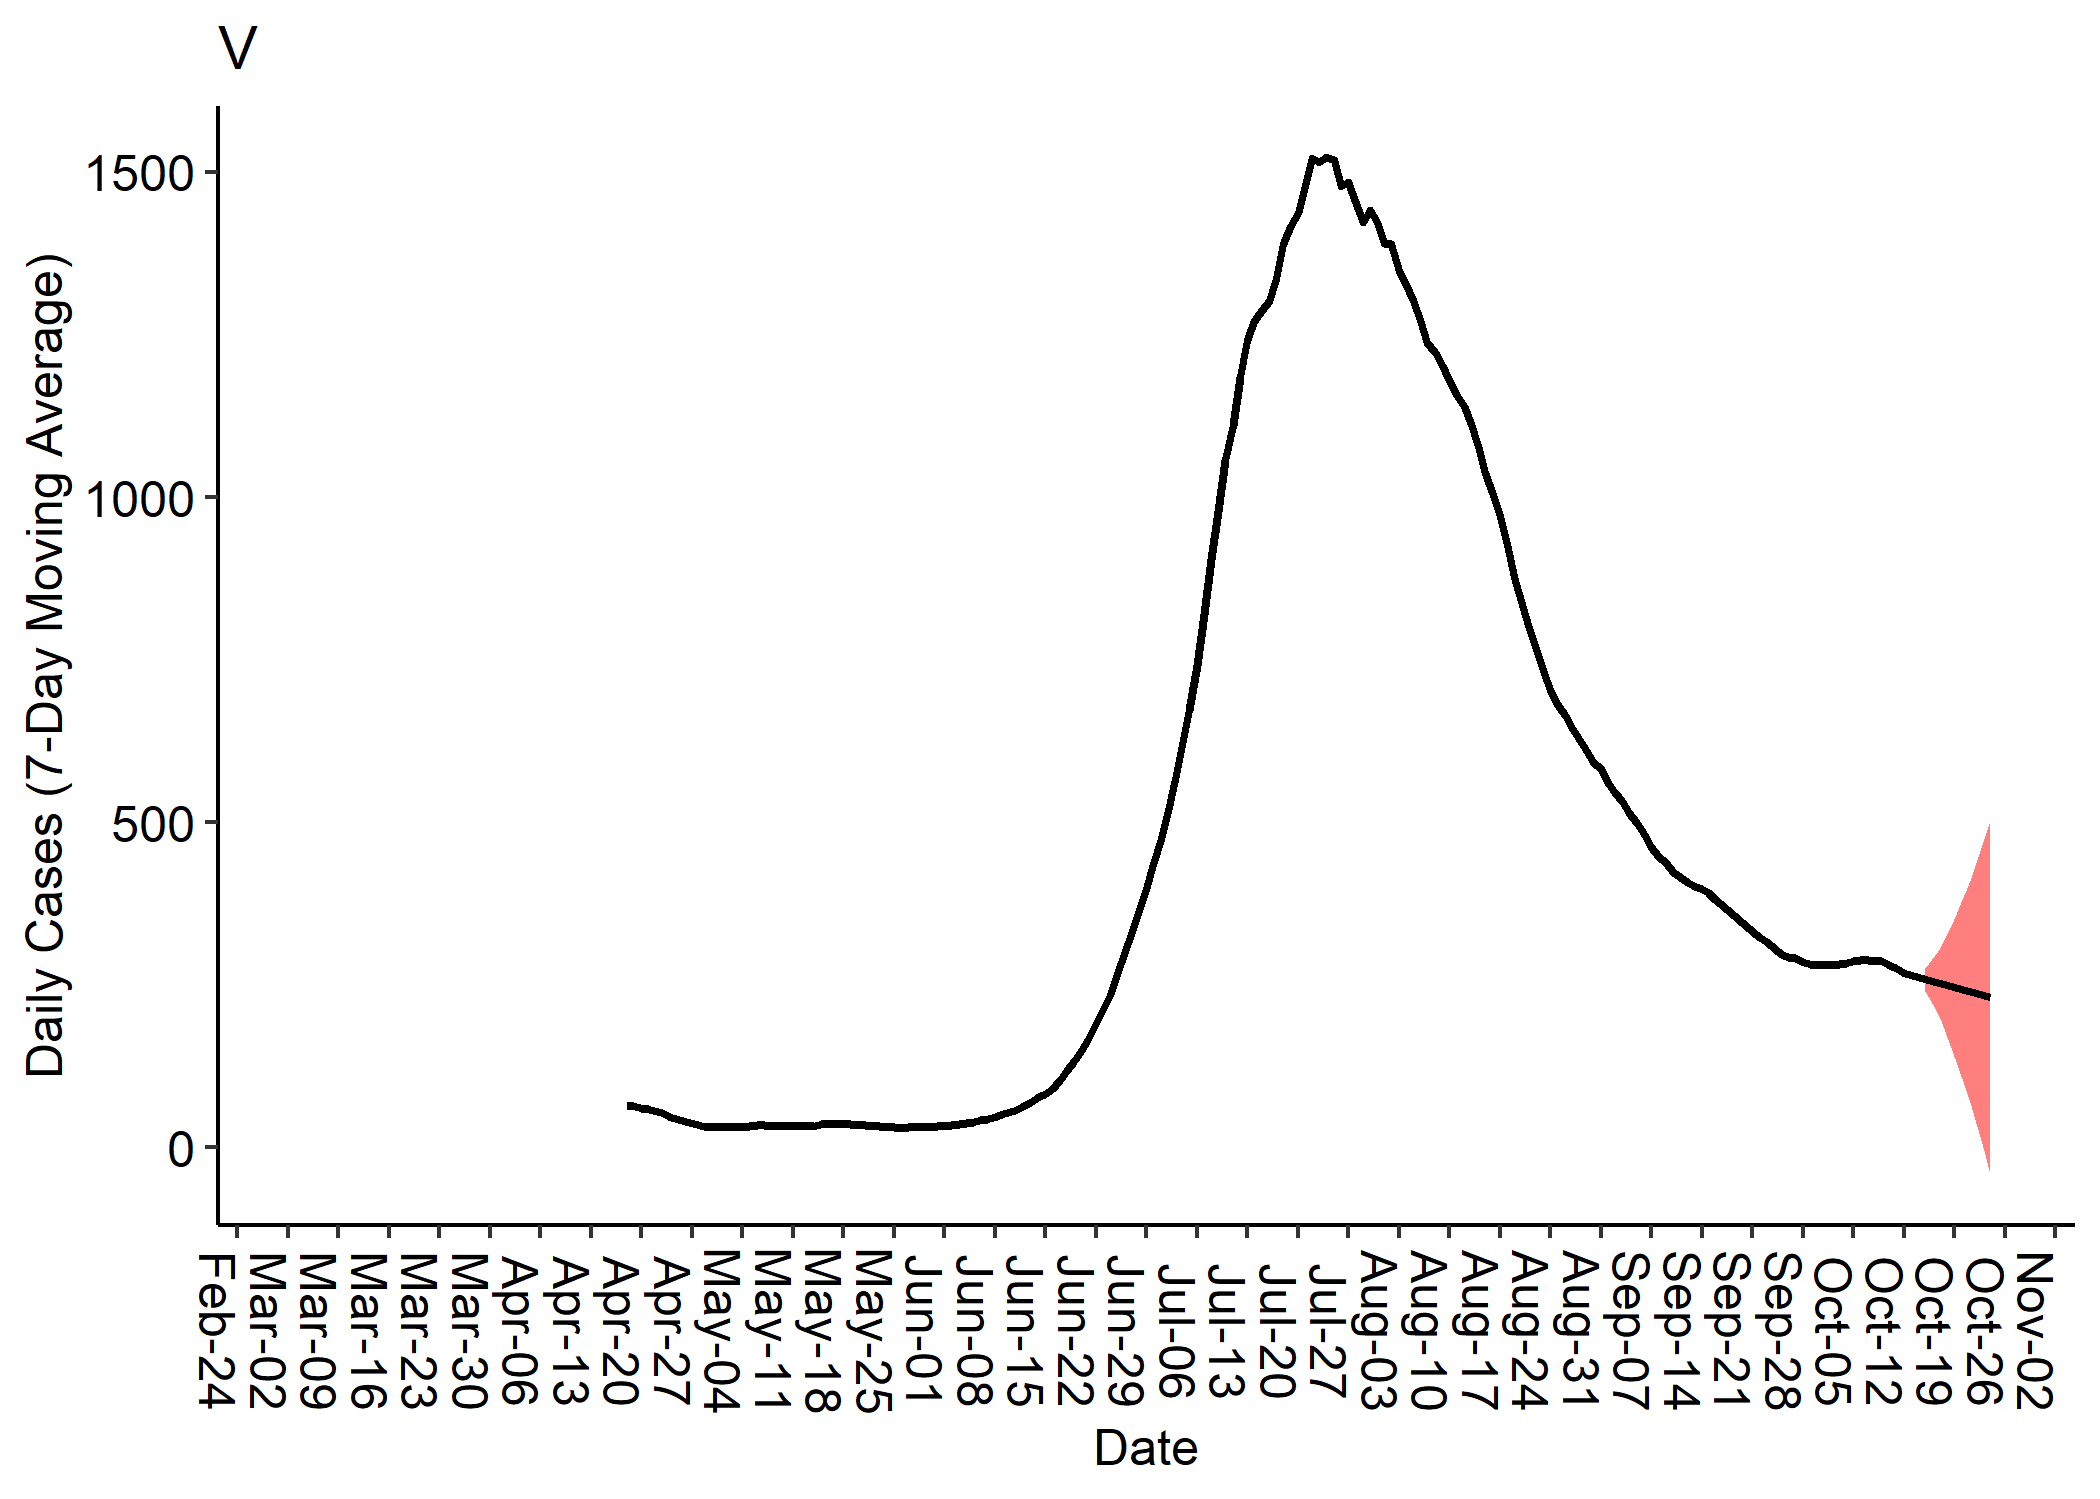 V
Daily Cases (7-Day Moving Average)
1500
1000
500
0
Feb-24
Mar-02
Mar-09
Mar-16
Mar-23
Mar-30
Apr-06
Apr-13
Apr-20
Apr-27
May-04
May-11
May-18
May-25
Jun-01
Jun-08
Jun-15
Jun-22
Jun-29
Jul-06
Jul-13
Jul-20
Jul-27
Aug-03
Aug-10
Aug-17
Aug-24
Aug-31
Sep-07
Sep-14
Sep-21
Sep-28
Oct-05
Oct-12
Oct-19
Oct-26
Nov-02
Date